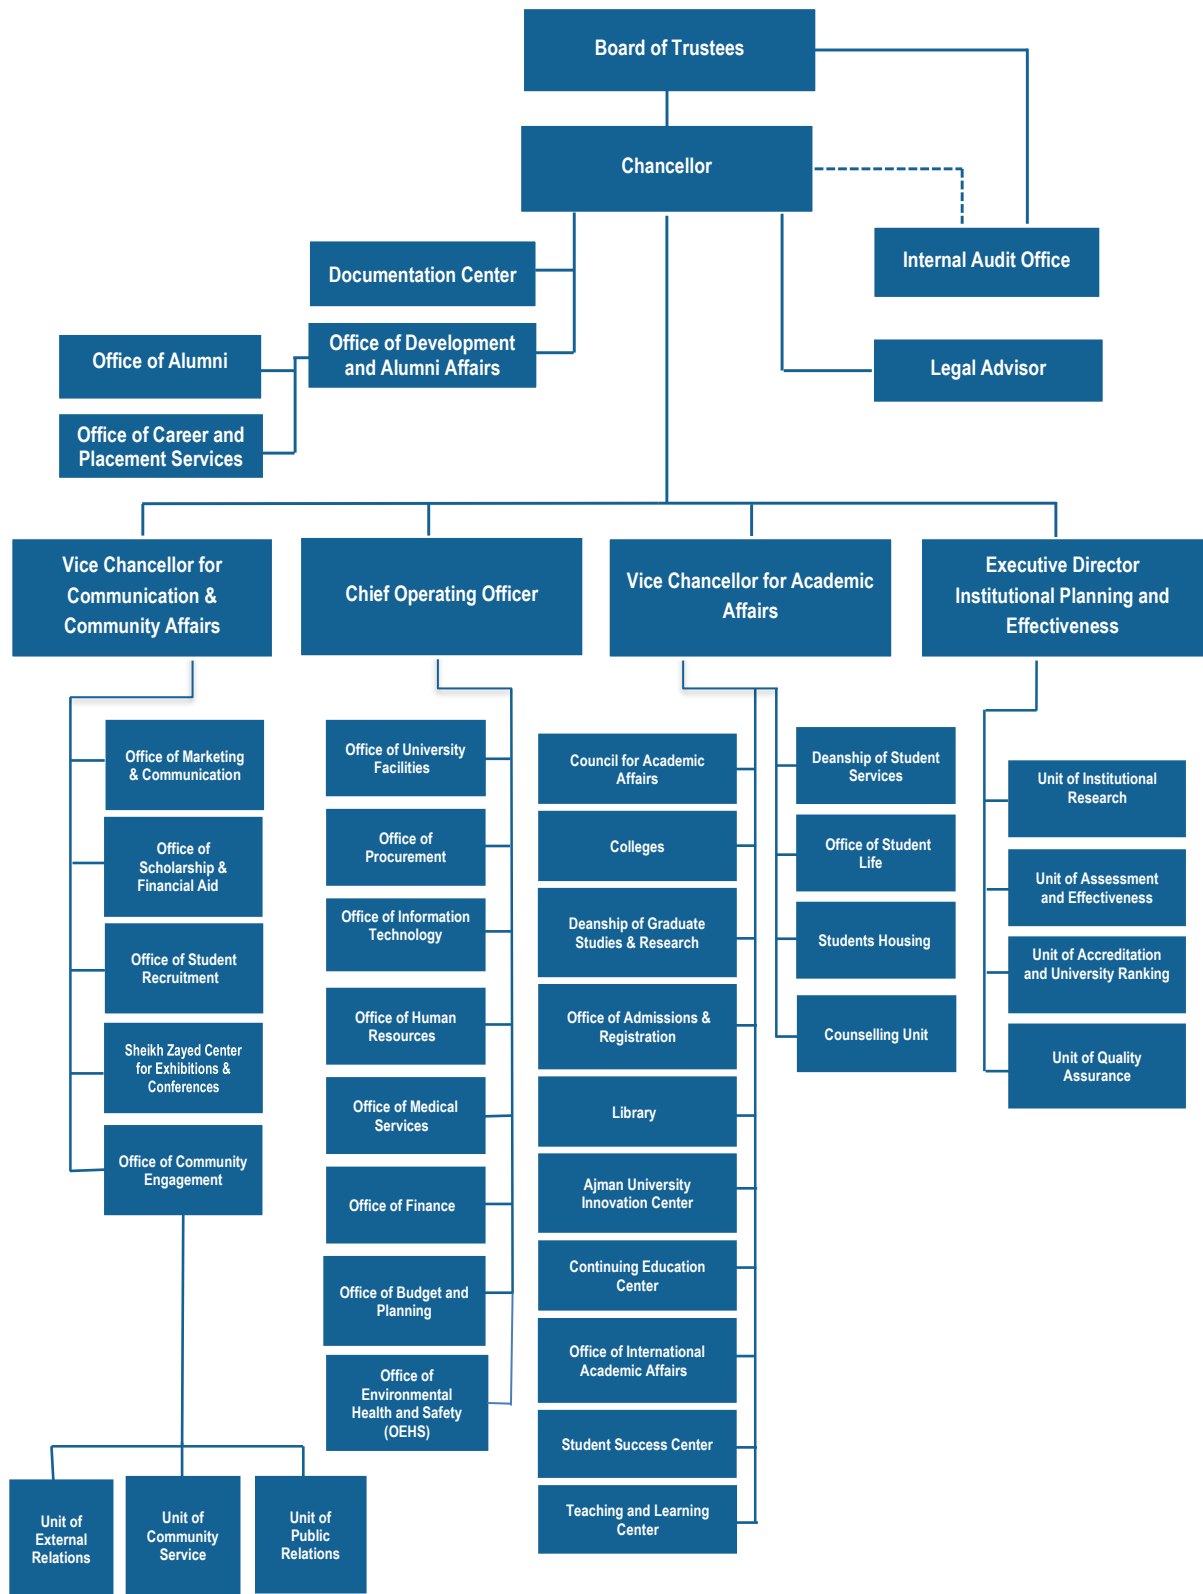 Board of Trustees
Chancellor
Internal Audit Office
Documentation Center
Office of Development
and Alumni Affairs
Office of Alumni
Legal Advisor
Office of Career and
Placement Services
Vice Chancellor for
Communication &
Community Affairs
Chief Operating Officer
Vice Chancellor for Academic
Affairs
Executive Director
Institutional Planning and
Effectiveness
Office of Marketing
& Communication
Office of
Scholarship &
Financial Aid
Office of Student
Recruitment
Sheikh Zayed Center
for Exhibitions &
Conferences
Office of Community
Engagement
Unit of
External
Relations
Unit of
Community
Service
Unit of
Public
Relations
Office of University
Facilities
Office of
Procurement
Office of Information
Technology
Office of Human
Resources
Office of Medical
Services
Office of Finance
Office of Budget and
Planning
Office of
Environmental
Health and Safety
(OEHS)
Council for Academic
Affairs
Colleges
Deanship of Graduate
Studies & Research
Office of Admissions &
Registration
Library
Ajman University
Innovation Center
Continuing Education
Center
Office of International
Academic Affairs
Student Success Center
Teaching and Learning
Center
Deanship of Student
Services
Office of Student
Life
Students Housing
Counselling Unit
Unit of Institutional
Research
Unit of Assessment
and Effectiveness
Unit of Accreditation
and University Ranking
Unit of Quality
Assurance